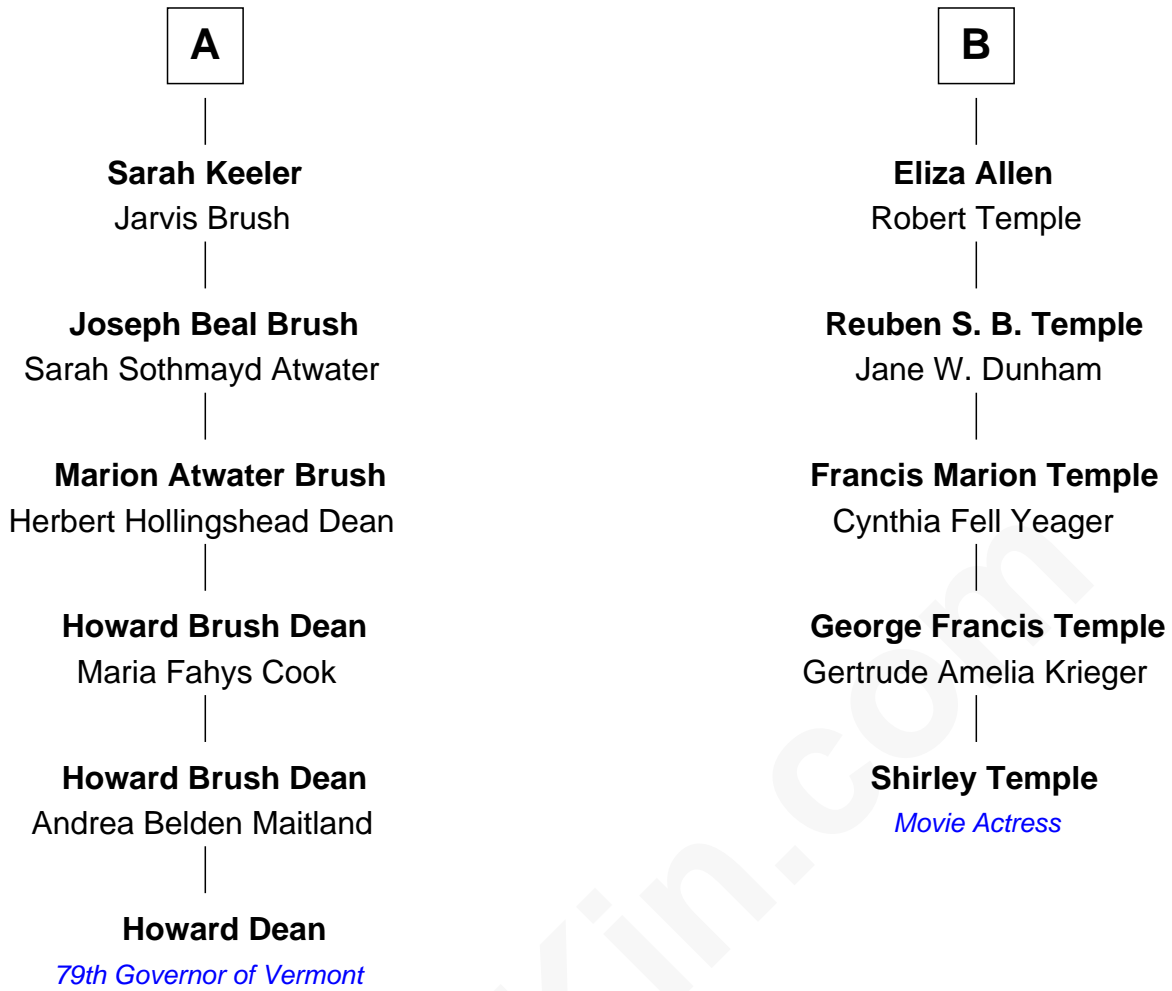 A
Sarah Keeler
Jarvis Brush
Joseph Beal Brush
Sarah Sothmayd Atwater
Marion Atwater Brush
Herbert Hollingshead Dean
Howard Brush Dean
Maria Fahys Cook
Howard Brush Dean
Andrea Belden Maitland
Howard Dean
79th Governor of Vermont
B
Eliza Allen
Robert Temple
Reuben S. B. Temple
Jane W. Dunham
Francis Marion Temple
Cynthia Fell Yeager
George Francis Temple
Gertrude Amelia Krieger
Shirley Temple
Movie Actress
Kin.com